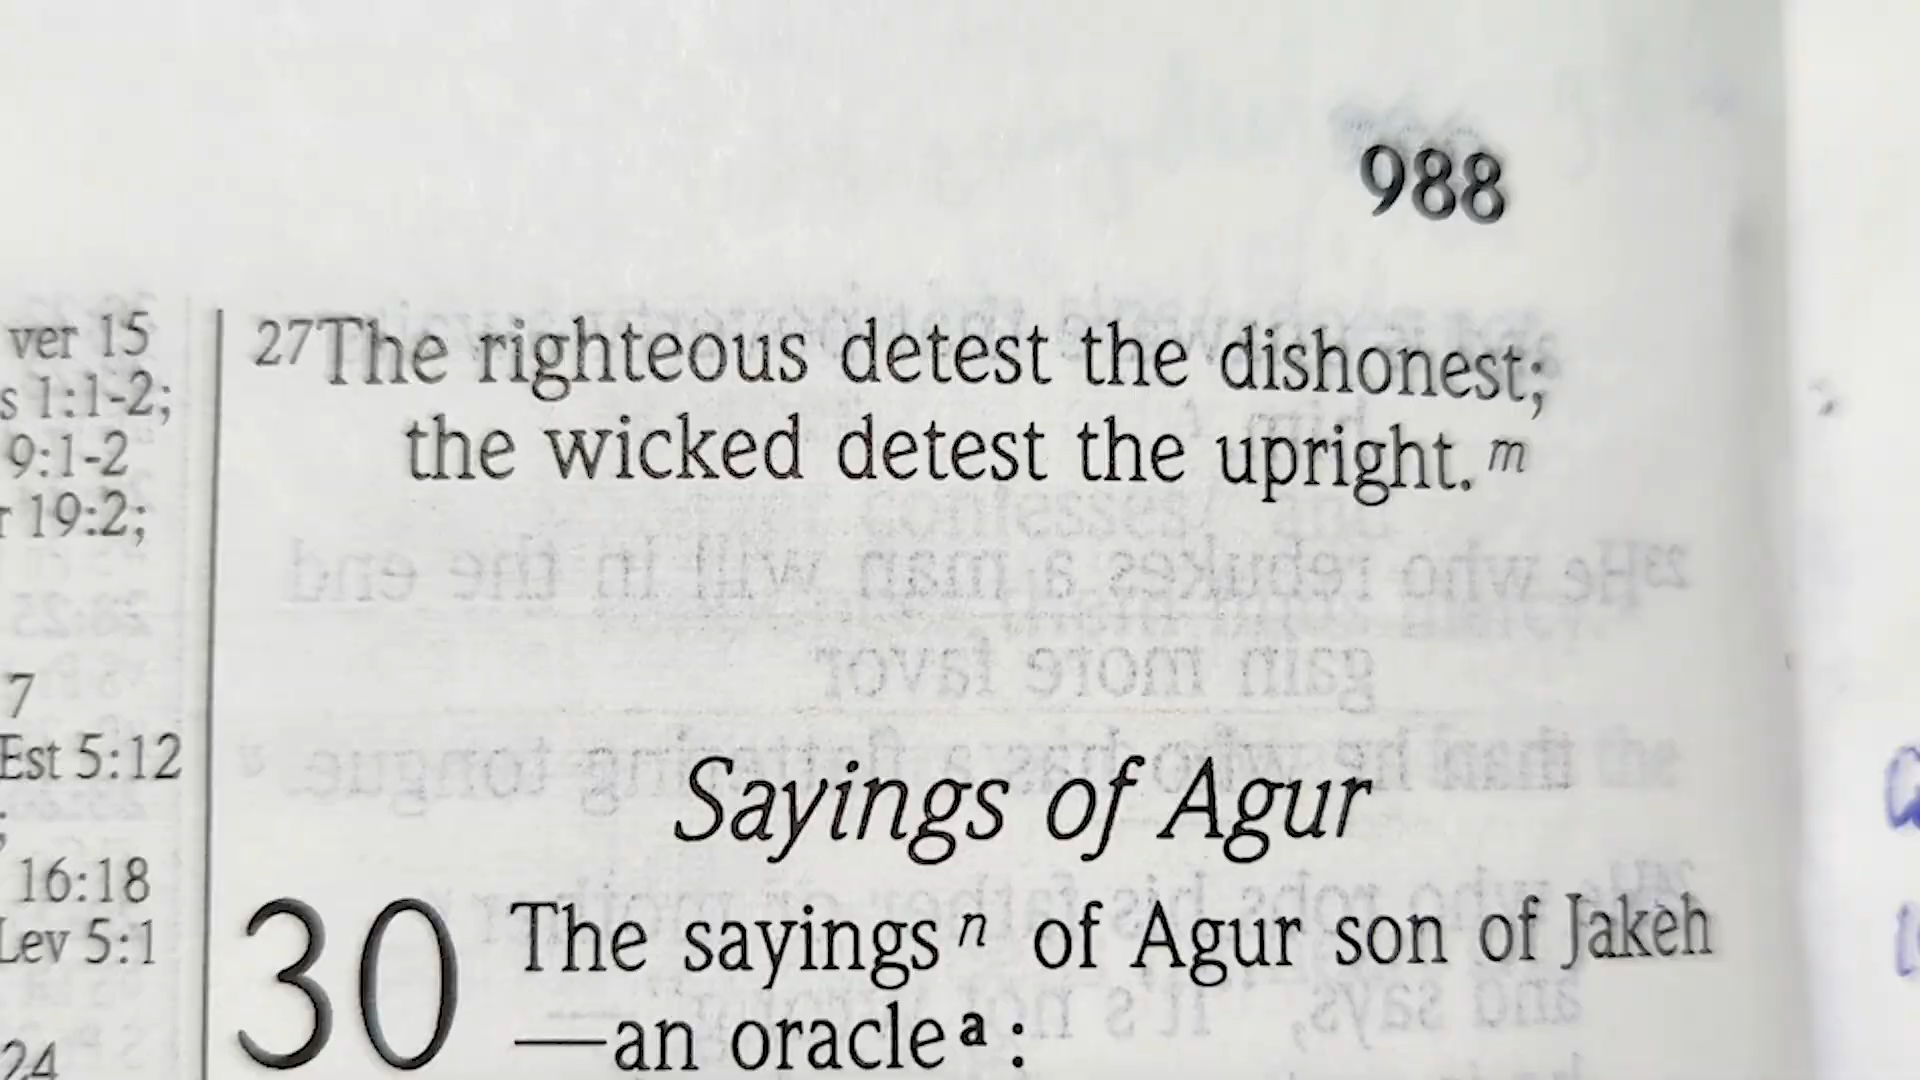 988
ver 15
s 1:1-2;
9:1-2
r 19:2;
7
Est 5:12
;
16:18
Lev 5:1
24
27The righteous detest the dishonest;
the wicked detest the upright. m
Sayings of Agur
30 The sayings n of Agur son of Jakeh
—an oracle a :